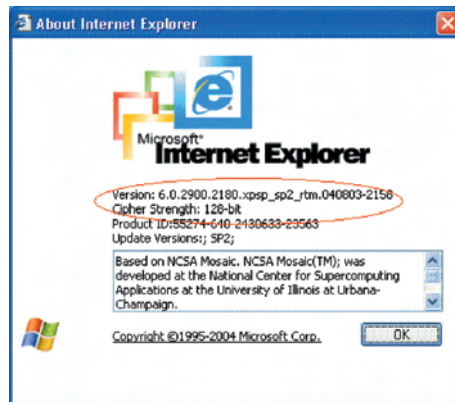 About Internet Explorer
Microsoft®
Internet Explorer
Version: 6.0.2900.2180.xpsp_sp2_rtm.040803-2158
Cipher Strength: 128-bit
Product ID:55274-640-2430633-23563
Update Versions:; SP2;
Based on NCSA Mosaic. NCSA Mosaic(TM); was
developed at the National Center for Supercomputing
Applications at the University of Illinois at Urbana-
Champaign.
Copyright ©1995-2004 Microsoft Corp.
OK